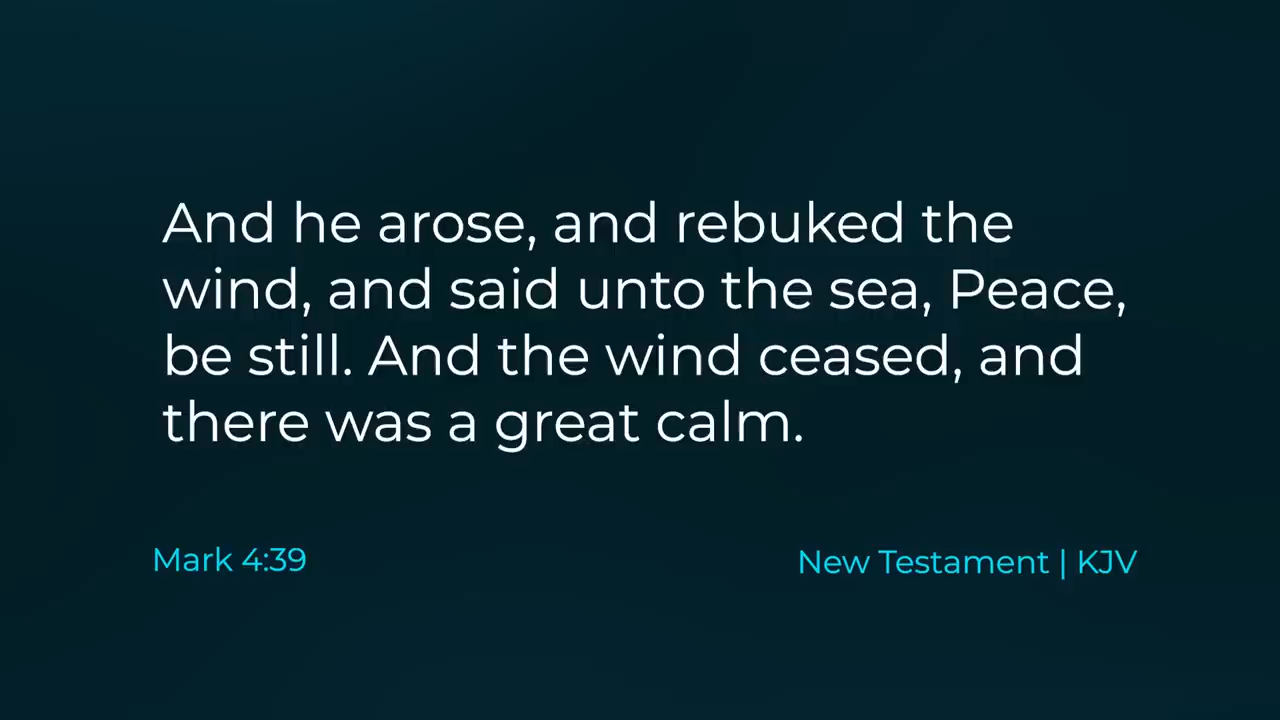 And he arose, and rebuked the
wind, and said unto the sea, Peace,
be still. And the wind ceased, and
there was a great calm.
Mark 4:39
New Testament | KJV